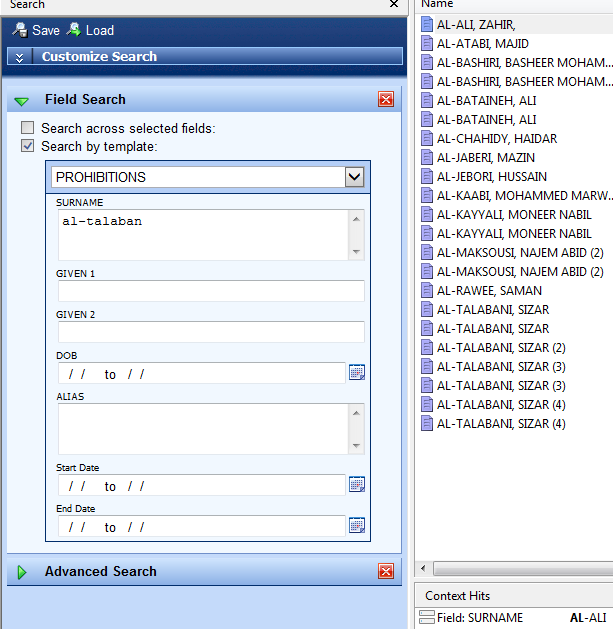 Search
Save Load
Customize Search
Field Search
Search across selected fields:
Search by template:
PROHIBITIONS
SURNAME
al-talaban
GIVEN 1
GIVEN 2
DOB
/ / to / /
ALIAS
Start Date
/ / to / /
End Date
/ / to / /
Advanced Search
Name
AL-ALI, ZAHIR,
AL-ATABI, MAJID
AL-BASHIRI, BASHEER MOHAM...
AL-BASHIRI, BASHEER MOHAM...
AL-BATAINEH, ALI
AL-BATAINEH, ALI
AL-CHAHIDY, HAIDAR
AL-JABERI, MAZIN
AL-JEBORI, HUSSAIN
AL-KAABI, MOHAMMED MARW...
AL-KAYYALI, MONEER NABIL
AL-KAYYALI, MONEER NABIL
AL-MAKSOUSI, NAJEM ABID (2)
AL-MAKSOUSI, NAJEM ABID (2)
AL-RAWEE, SAMAN
AL-TALABANI, SIZAR
AL-TALABANI, SIZAR
AL-TALABANI, SIZAR (2)
AL-TALABANI, SIZAR (3)
AL-TALABANI, SIZAR (3)
AL-TALABANI, SIZAR (4)
AL-TALABANI, SIZAR (4)
Context Hits
Field: SURNAME AL-ALI